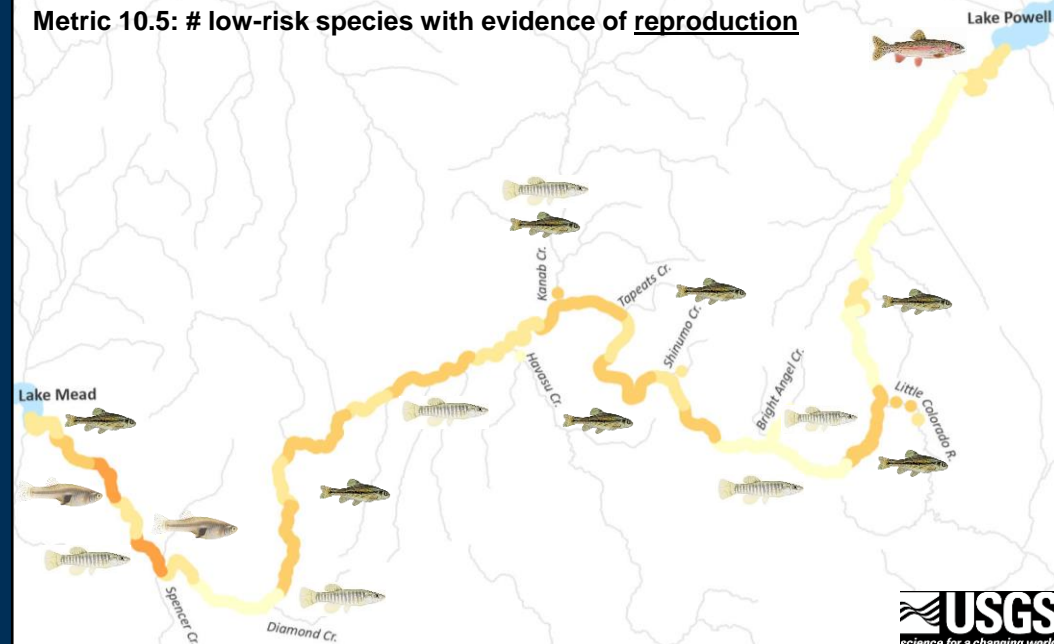 Metric 10.5: # low-risk species with evidence of reproduction
Lake Powell
Kanab Cr.
Tapeats Cr.
Shinumo Cr.
Havasu Cr.
Bright Angel Cr.
Little Colorado R.
Lake Mead
Spencer Cr
Diamond Cr.
USGS
science for a changing world